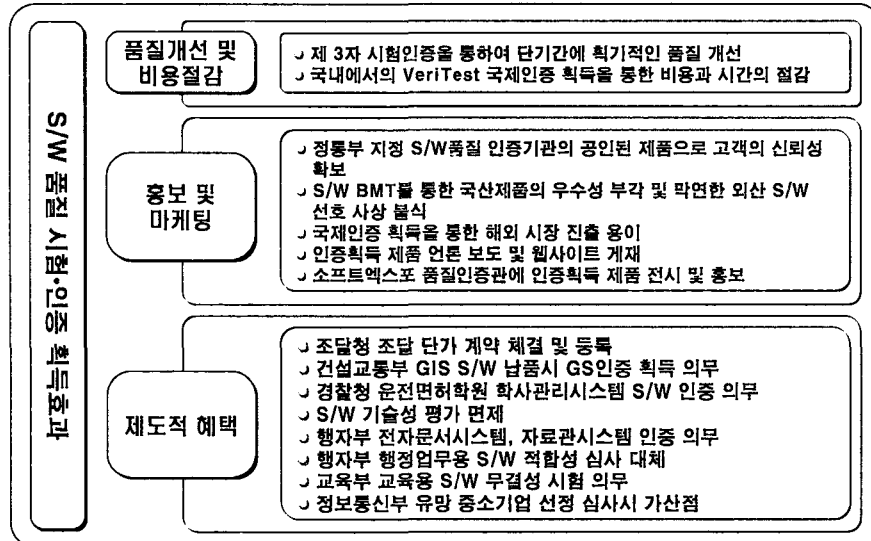 S/W 품질 시험·인증 획득효과
품질개선 및
비용절감
제 3자 시험인증을 통하여 단기간에 획기적인 품질 개선
국내에서의 VeriTest 국제인증 획득을 통한 비용과 시간의 절감
홍보 및
마케팅
정통부 지정 S/W품질 인증기관의 공인된 제품으로 고객의 신뢰성
확보
S/W BMT를 통한 국산제품의 우수성 부각 및 막연한 외산 S/W
선호 사상 불식
국제인증 획득을 통한 해외 시장 진출 용이
인증획득 제품 언론 보도 및 웹사이트 게재
소프트엑스포 품질인증관에 인증획득 제품 전시 및 홍보
제도적 혜택
조달청 조달 단가 계약 체결 및 등록
건설교통부 GIS S/W 납품시 GS인증 획득 의무
경찰청 운전면허학원 학사관리시스템 S/W 인증 의무
S/W 기술성 평가 면제
행자부 전자문서시스템, 자료관시스템 인증 의무
행자부 행정업무용 S/W 적합성 심사 대체
교육부 교육용 S/W 무결성 시험 의무
정보통신부 유망 중소기업 선정 심사시 가산점